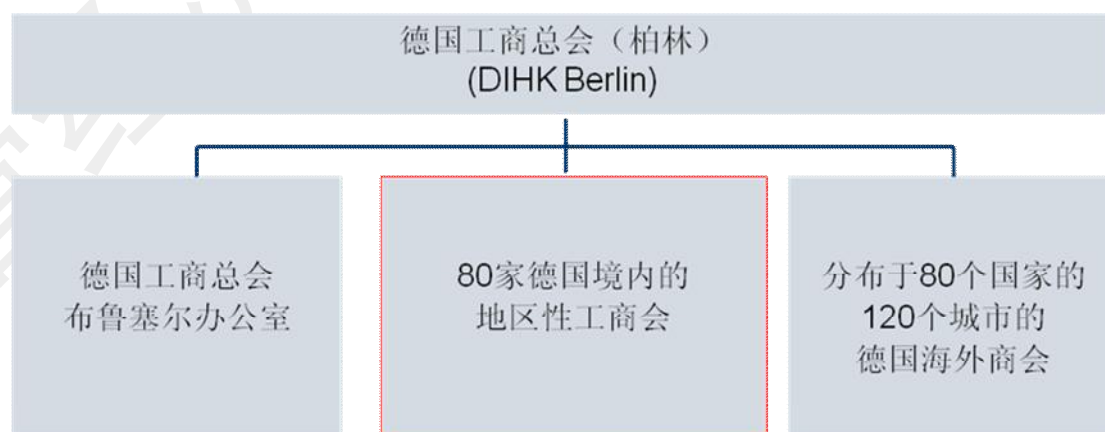 德国工商总会（柏林）
(DIHK Berlin)
德国工商总会
布鲁塞尔办公室
80家德国境内的
地区性工商会
分布于80个国家的
120个城市的
德国海外商会